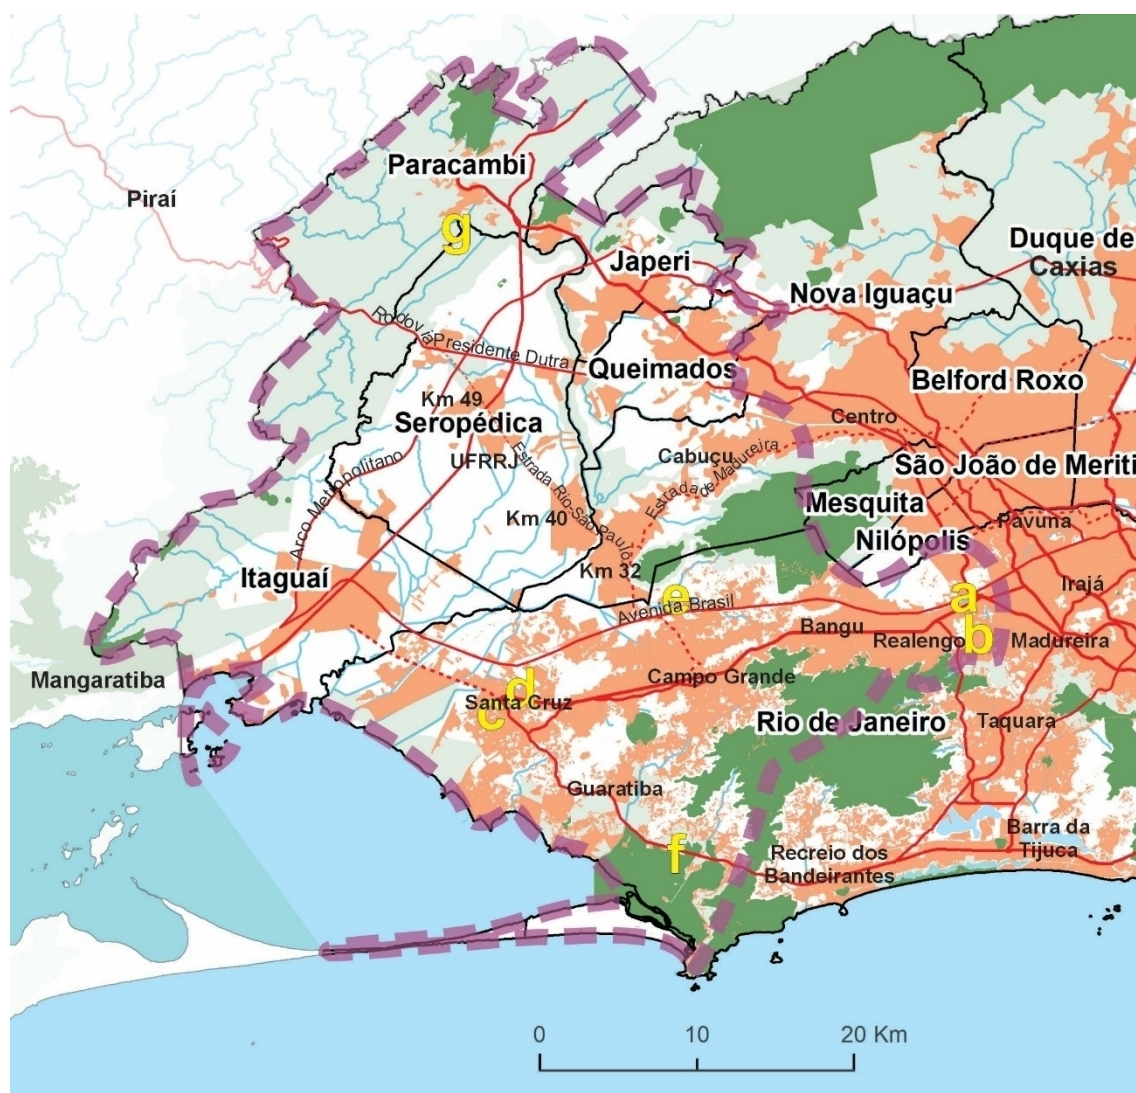 Paracambi
Piraí
g
Duque de
Caxias
Japeri
Nova Iguaçu
Rodovia Presidente Dutra
Queimados
Belford Roxo
Km 49
Centro
Seropédica
UFRRJ
Cabuçu
São João de Meriti
Arco Metropolitano
Estrada Rio-São Paulo
Estrada de Madureira
Mesquita
Km 40
Pavuna
Nilópolis
Itaguaí
Km 32
e
a
Irajá
Avenida Brasil
Bangu
Realengo
b
Madureira
Mangaratiba
Campo Grande
d
Santa Cruz
c
Rio de Janeiro
Taquara
Guaratiba
Barra da
Tijuca
f
Recreio dos
Bandeirantes
0 10 20 Km